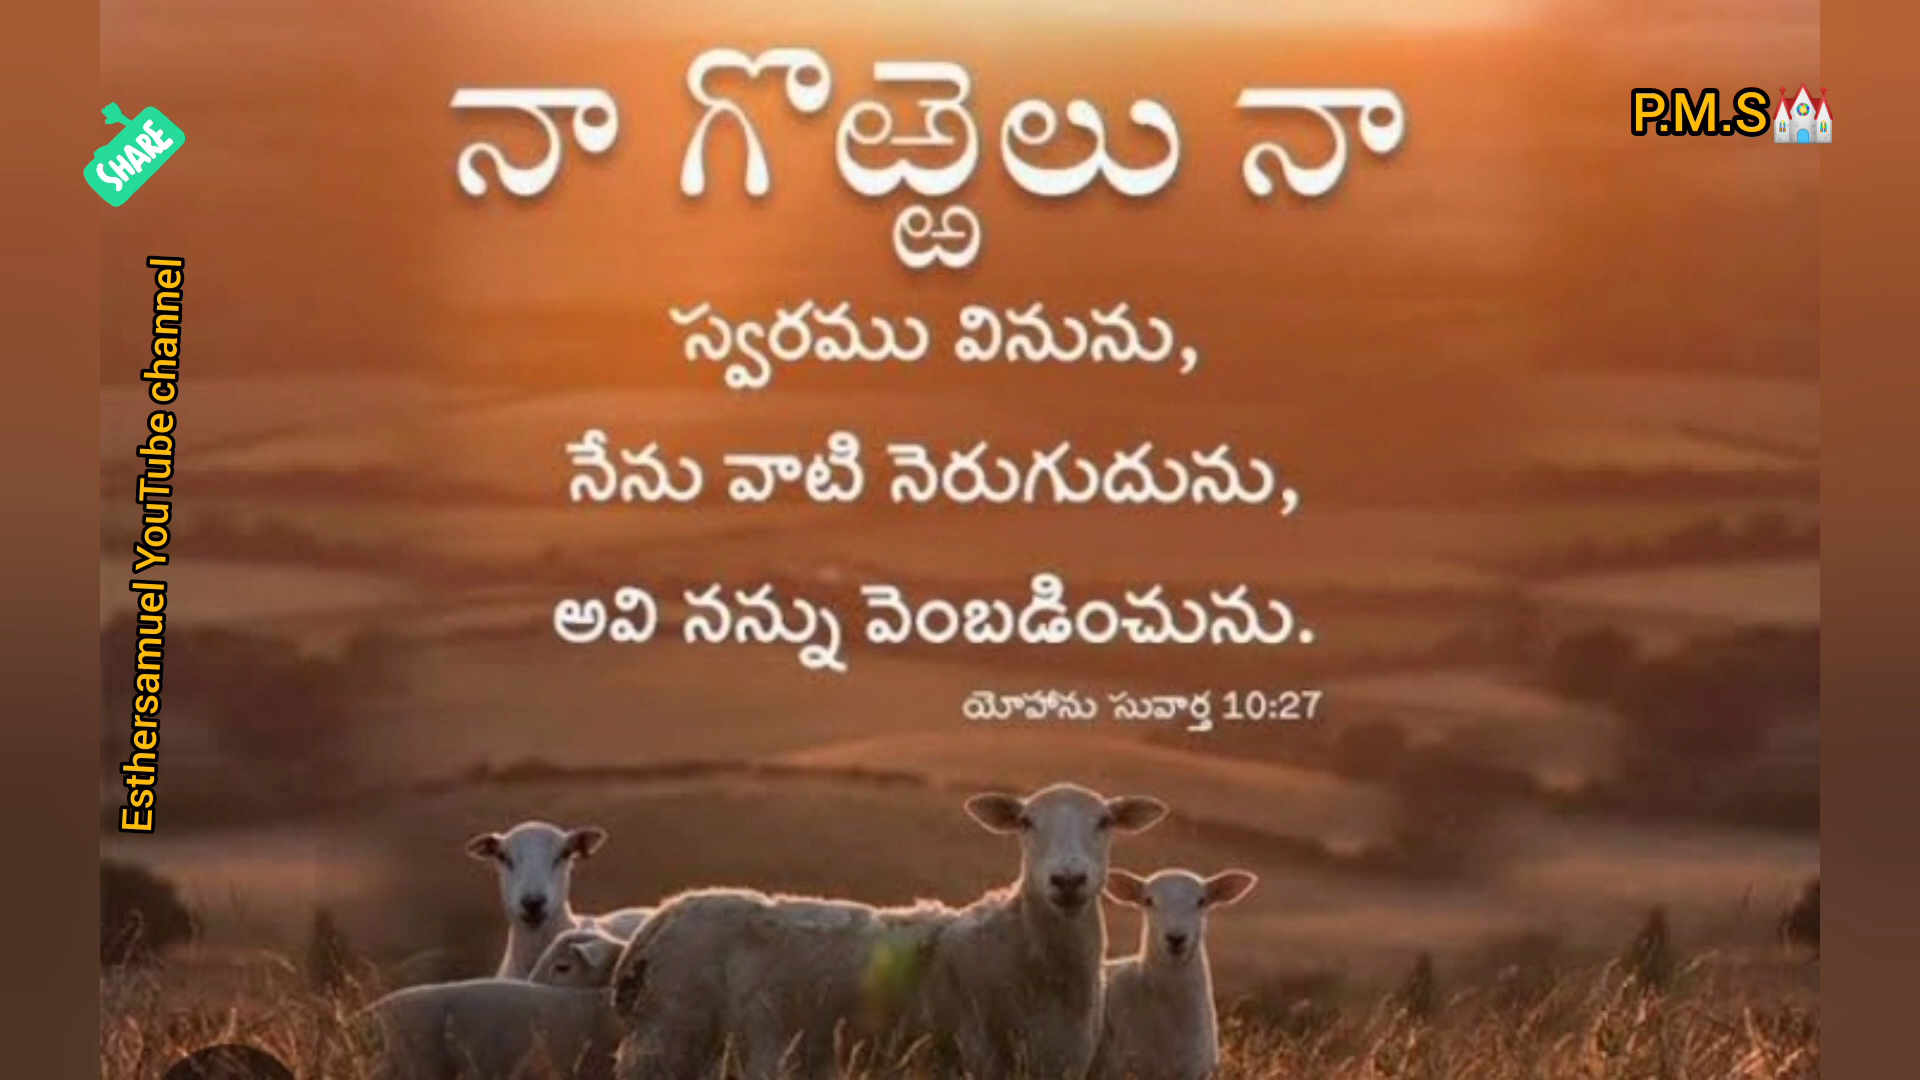 నా గొఱ్ఱెలు నా
స్వరము వినును,
నేను వాటి నెరుగుదును,
అవి నన్ను వెంబడించును.
యోహాను సువార్త 10:27
SHARE
P.M.S
Esthersamuel YouTube channel